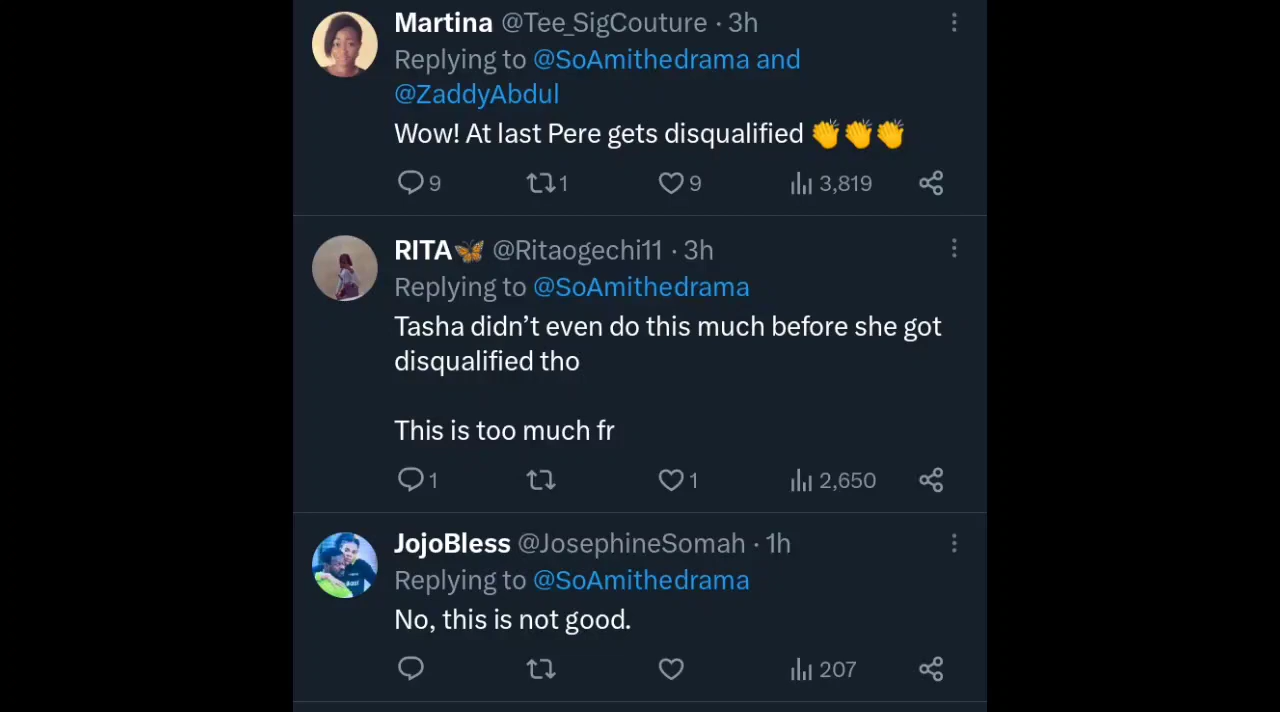 Martina @Tee_SigCouture · 3h
Replying to @SoAmithedrama and
@ZaddyAbdul
Wow! At last Pere gets disqualified 👏👏👏
9 1 9 3,819
RITA🦋 @Ritaogechi11 · 3h
Replying to @SoAmithedrama
Tasha didn’t even do this much before she got
disqualified tho
This is too much fr
1 1 2,650
JojoBless @JosephineSomah · 1h
Replying to @SoAmithedrama
No, this is not good.
207